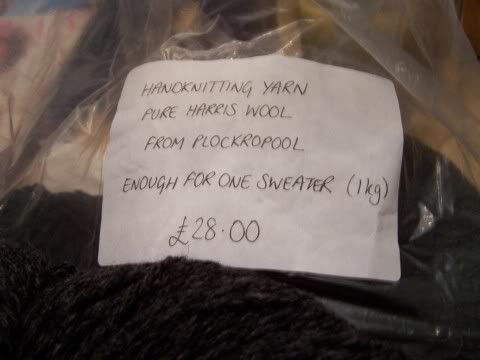 HANDKNITTING YARN
PURE HARRIS WOOL
FROM PLOCKROPOOL
ENOUGH FOR ONE SWEATER (1kg)
£28.00